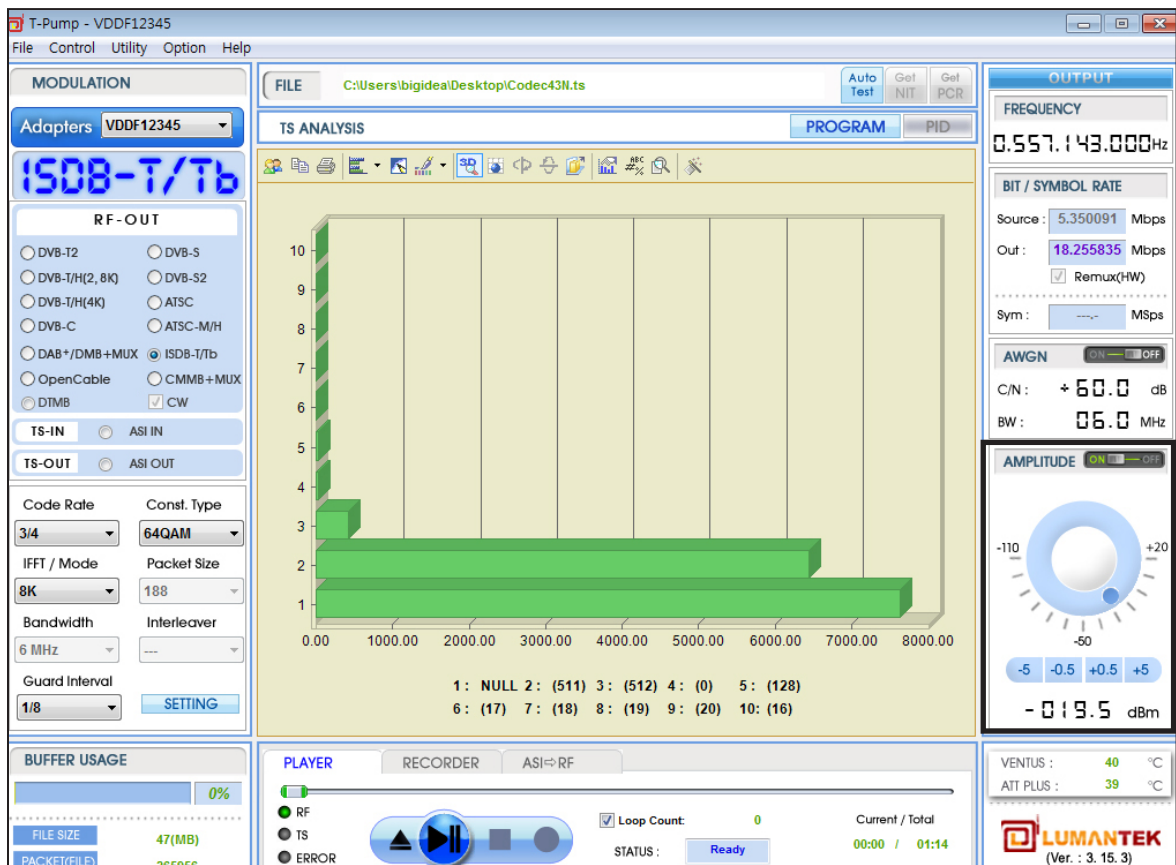 T-Pump - VDDF12345
File Control Utility Option Help
MODULATION
Adapters VDDF12345
ISDB-T/Tb
RF-OUT
DVB-T2 DVB-S
DVB-T/H(2, 8K) DVB-S2
DVB-T/H(4K) ATSC
DVB-C ATSC-M/H
DAB+/DMB+MUX ISDB-T/Tb
OpenCable CMMB+MUX
DTMB CW
TS-IN ASI IN
TS-OUT ASI OUT
Code Rate Const. Type
3/4 64QAM
IFFT / Mode Packet Size
8K 188
Bandwidth Interleaver
6 MHz ---
Guard Interval
1/8 SETTING
BUFFER USAGE
0%
FILE SIZE 47(MB)
PACKET(FILE)
FILE C:\Users\bigidea\Desktop\Codec43N.ts
Auto Test Get NIT Get PCR
TS ANALYSIS PROGRAM PID
3D
ABC #%
10
9
8
7
6
5
4
3
2
1
0.00 1000.00 2000.00 3000.00 4000.00 5000.00 6000.00 7000.00 8000.00
1 : NULL 2 : (511) 3 : (512) 4 : (0) 5 : (128)
6 : (17) 7 : (18) 8 : (19) 9 : (20) 10: (16)
PLAYER RECORDER ASI⇨RF
RF
TS
ERROR
Loop Count: 0
STATUS : Ready
Current / Total
00:00 / 01:14
OUTPUT
FREQUENCY
0.557.143.000Hz
BIT / SYMBOL RATE
Source : 5.350091 Mbps
Out : 18.255835 Mbps
Remux(HW)
Sym : ---.- MSps
AWGN ON OFF
C/N : +60.0 dB
BW : 06.0 MHz
AMPLITUDE ON OFF
-110 +20
-50
-5 -0.5 +0.5 +5
-019.5 dBm
VENTUS : 40 °C
ATT PLUS : 39 °C
LUMANTEK
(Ver. : 3. 15. 3)